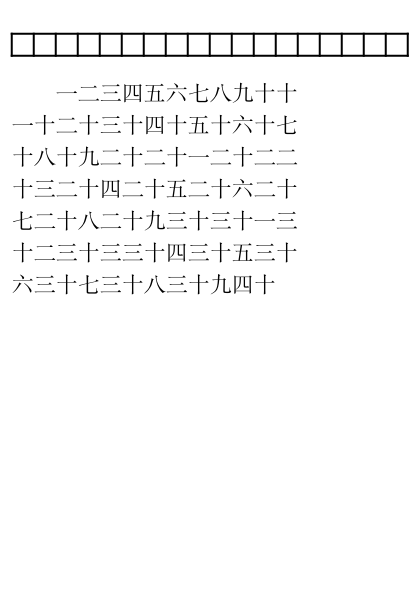 一二三四五六七八九十十
一十二十三十四十五十六十七
十八十九二十二十一二十二二
十三二十四二十五二十六二十
七二十八二十九三十三十一三
十二三十三三十四三十五三十
六三十七三十八三十九四十